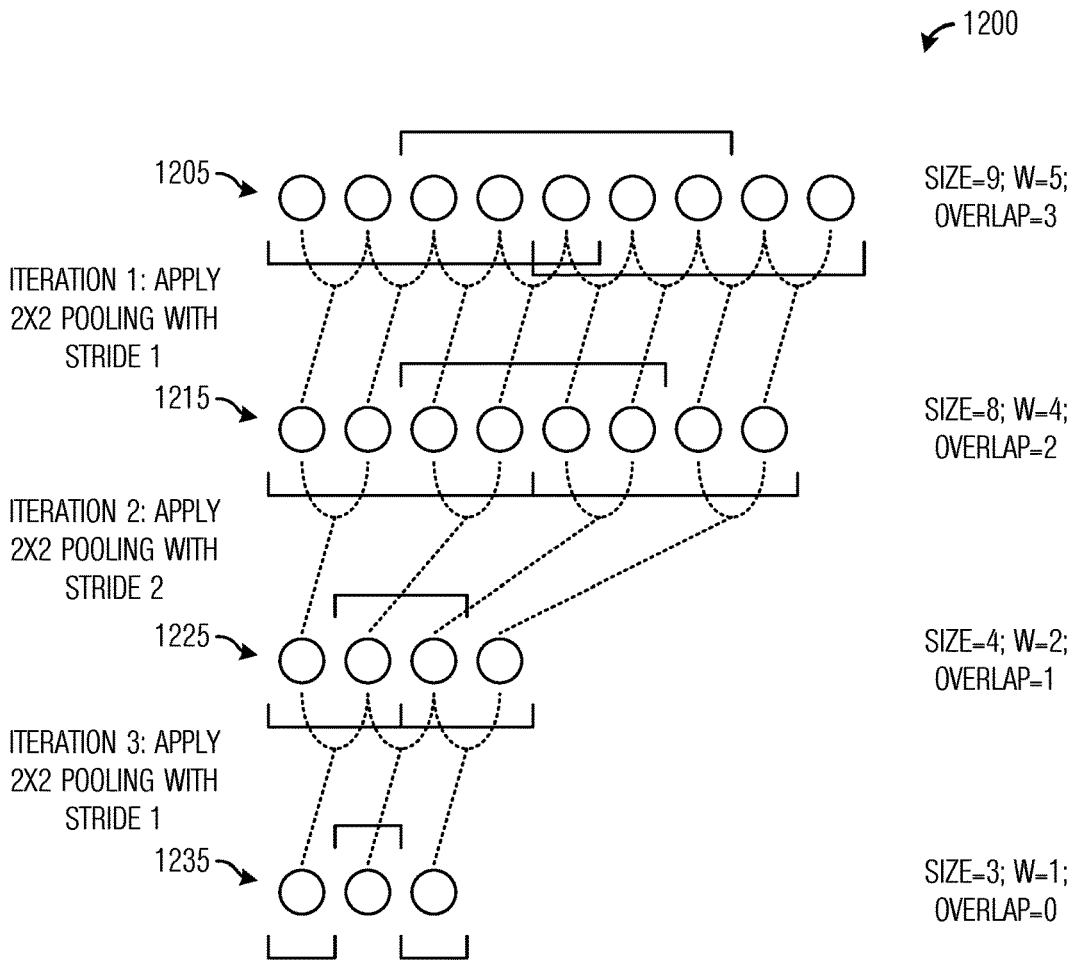 1200
1205
SIZE=9; W=5;
OVERLAP=3
ITERATION 1: APPLY
2X2 POOLING WITH
STRIDE 1
1215
SIZE=8; W=4;
OVERLAP=2
ITERATION 2: APPLY
2X2 POOLING WITH
STRIDE 2
1225
SIZE=4; W=2;
OVERLAP=1
ITERATION 3: APPLY
2X2 POOLING WITH
STRIDE 1
1235
SIZE=3; W=1;
OVERLAP=0